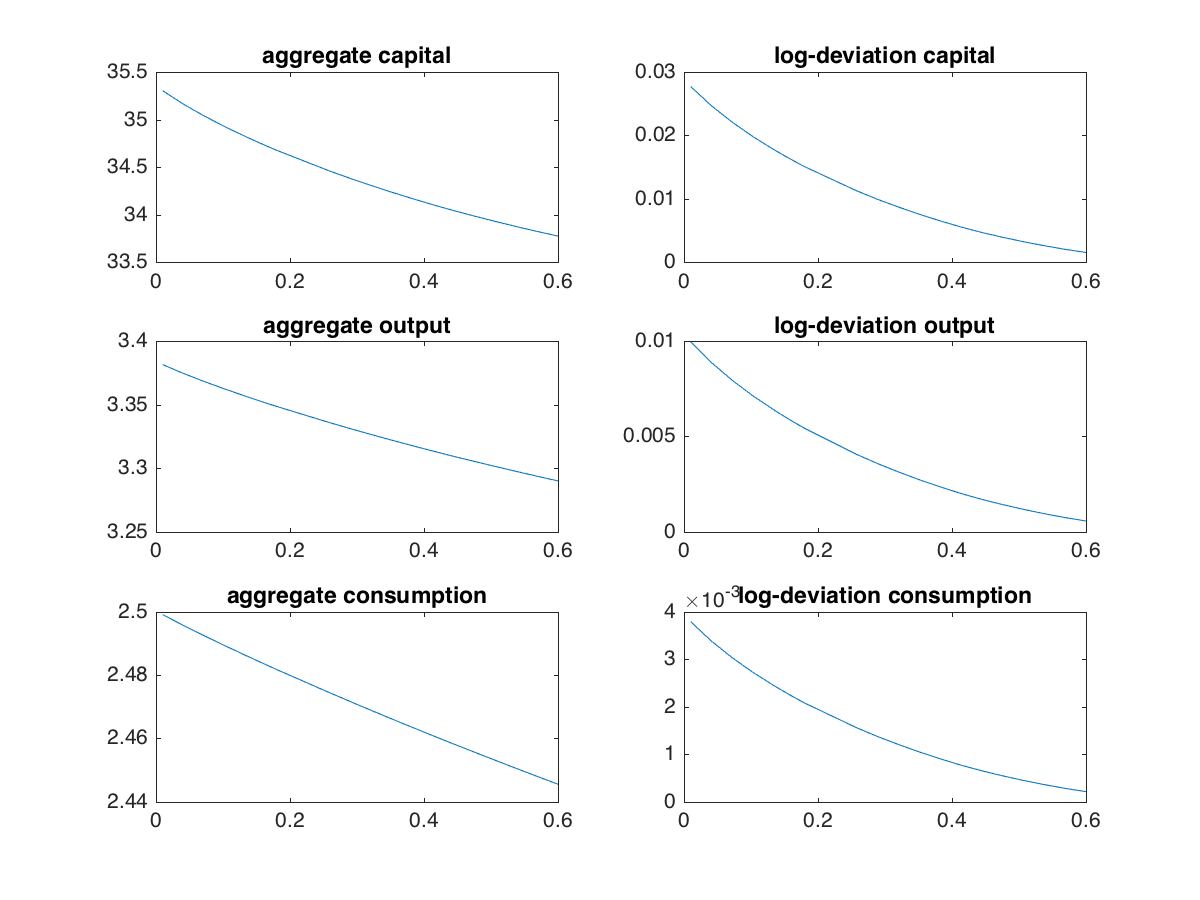 aggregate capital
35.5
35
34.5
34
33.5
0 0.2 0.4 0.6
log-deviation capital
0.03
0.02
0.01
0
0 0.2 0.4 0.6
aggregate output
3.4
3.35
3.3
3.25
0 0.2 0.4 0.6
log-deviation output
0.01
0.005
0
0 0.2 0.4 0.6
aggregate consumption
2.5
2.48
2.46
2.44
0 0.2 0.4 0.6
×10-3
log-deviation consumption
4
3
2
1
0
0 0.2 0.4 0.6